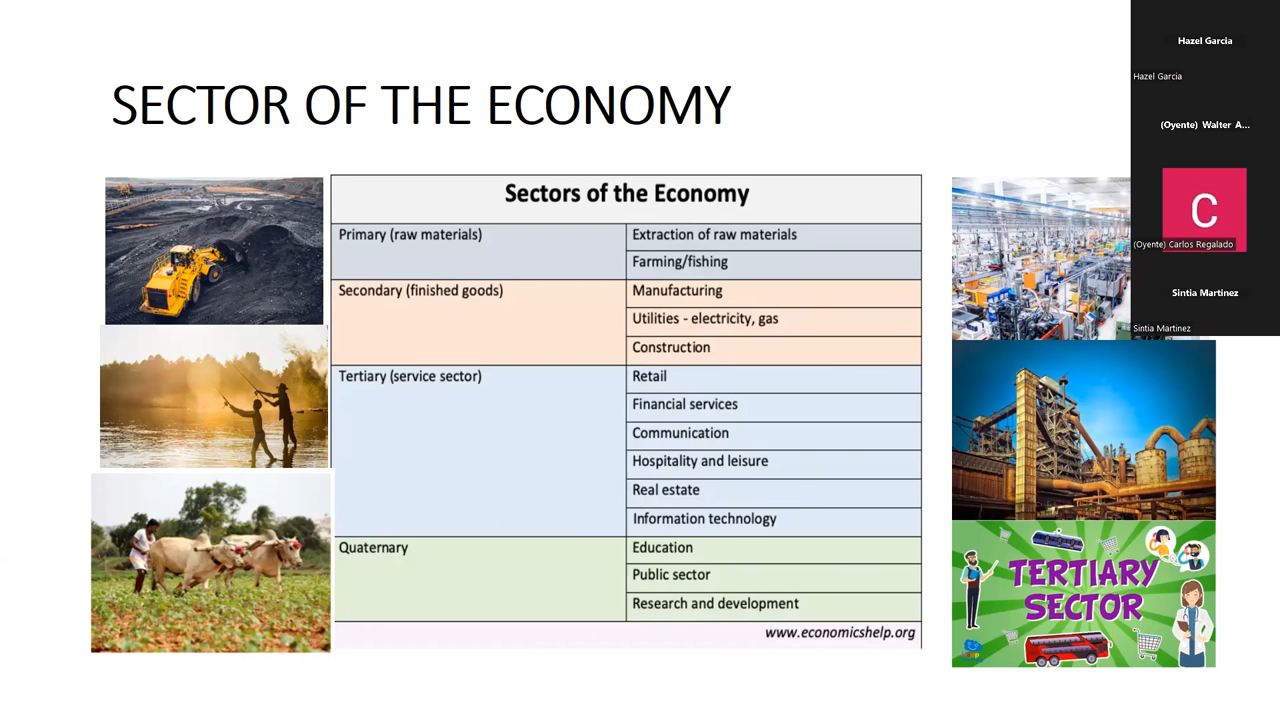 SECTOR OF THE ECONOMY
Sectors of the Economy
Primary (raw materials)
Extraction of raw materials
Farming/fishing
Secondary (finished goods)
Manufacturing
Utilities - electricity, gas
Construction
Tertiary (service sector)
Retail
Financial services
Communication
Hospitality and leisure
Real estate
Information technology
Quaternary
Education
Public sector
Research and development
www.economicshelp.org
TERTIARY
SECTOR
Hazel Garcia
Hazel Garcia
(Oyente) Walter A...
C
(Oyente) Carlos Regalado
Sintia Martinez
Sintia Martinez